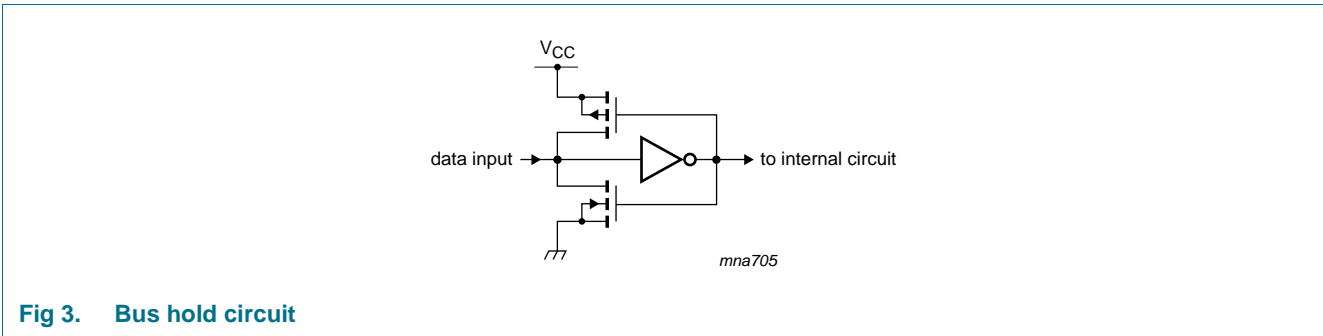 VCC
data input
to internal circuit
mna705
Fig 3. Bus hold circuit